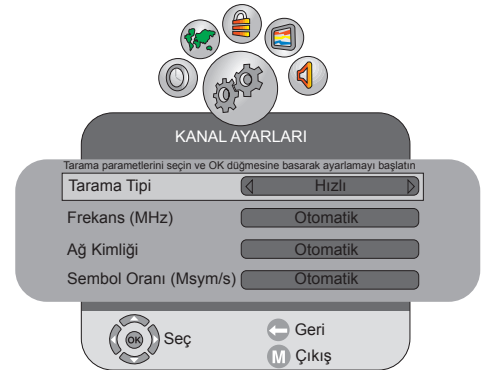 KANAL AYARLARI
Tarama parametrlerini seçin ve OK düğmesine basarak ayarlamayı başlatın
Tarama Tipi Hızlı
Frekans (MHz) Otomatik
Ağ Kimliği Otomatik
Sembol Oranı (Msym/s) Otomatik
OK Seç Geri
M Çıkış